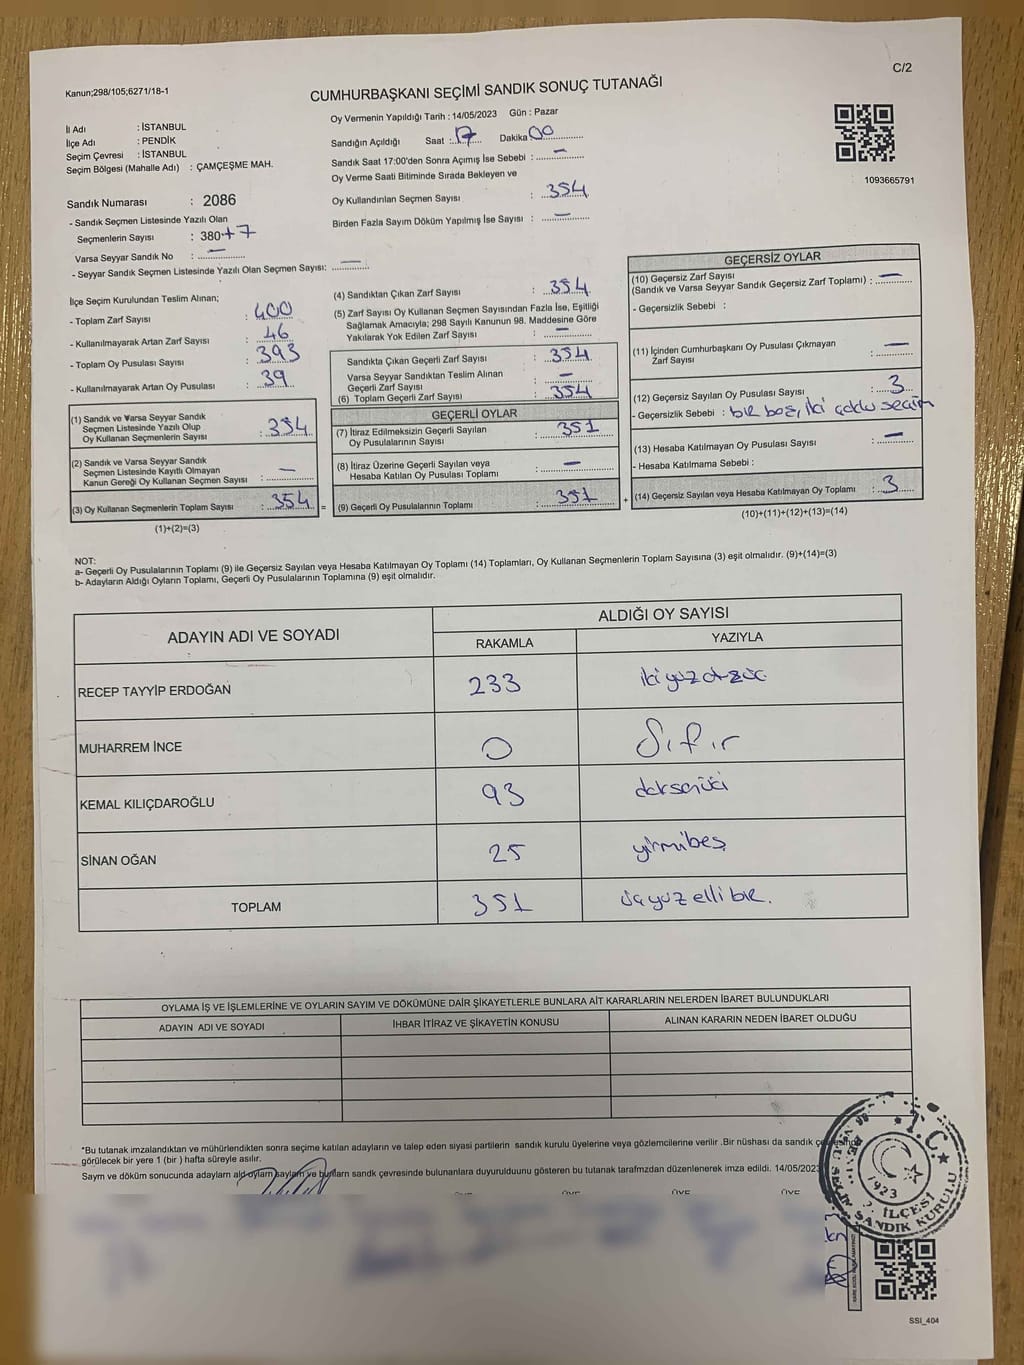 C/2
Kanun;298/105;6271/18-1
CUMHURBAŞKANI SEÇİMİ SANDIK SONUÇ TUTANAĞI
İl Adı : İSTANBUL
İlçe Adı : PENDİK
Seçim Çevresi : İSTANBUL
Seçim Bölgesi (Mahalle Adı) : ÇAMÇEŞME MAH.
Sandık Numarası : 2086
- Sandık Seçmen Listesinde Yazılı Olan
Seçmenlerin Sayısı : 380+7
Varsa Seyyar Sandık No : —
- Seyyar Sandık Seçmen Listesinde Yazılı Olan Seçmen Sayısı: —
Oy Vermenin Yapıldığı Tarih : 14/05/2023 Gün : Pazar
Sandığın Açıldığı Saat : 17 Dakika 00
Sandık Saat 17:00'den Sonra Açımış İse Sebebi : —
Oy Verme Saati Bitiminde Sırada Bekleyen ve
Oy Kullandırılan Seçmen Sayısı : 354
Birden Fazla Sayım Döküm Yapılmış İse Sayısı : —
1093665791
İlçe Seçim Kurulundan Teslim Alınan;
- Toplam Zarf Sayısı : 400
- Kullanılmayarak Artan Zarf Sayısı : 46
- Toplam Oy Pusulası Sayısı : 393
- Kullanılmayarak Artan Oy Pusulası : 39
(1) Sandık ve Varsa Seyyar Sandık
Seçmen Listesinde Yazılı Olup
Oy Kullanan Seçmenlerin Sayısı : 354
(2) Sandık ve Varsa Seyyar Sandık
Seçmen Listesinde Kayıtlı Olmayan
Kanun Gereği Oy Kullanan Seçmen Sayısı : —
(3) Oy Kullanan Seçmenlerin Toplam Sayısı : 354 =
(1)+(2)=(3)
(4) Sandıktan Çıkan Zarf Sayısı : 354
(5) Zarf Sayısı Oy Kullanan Seçmen Sayısından Fazla İse, Eşitliği
Sağlamak Amacıyla; 298 Sayılı Kanunun 98. Maddesine Göre
Yakılarak Yok Edilen Zarf Sayısı : —
Sandıkta Çıkan Geçerli Zarf Sayısı : 354
Varsa Seyyar Sandıktan Teslim Alınan
Geçerli Zarf Sayısı : —
(6) Toplam Geçerli Zarf Sayısı : 354
GEÇERLİ OYLAR
(7) İtiraz Edilmeksizin Geçerli Sayılan
Oy Pusulalarının Sayısı : 351
(8) İtiraz Üzerine Geçerli Sayılan veya
Hesaba Katılan Oy Pusulası Toplamı : —
(9) Geçerli Oy Pusulalarının Toplamı : 351 +
GEÇERSİZ OYLAR
(10) Geçersiz Zarf Sayısı
(Sandık ve Varsa Seyyar Sandık Geçersiz Zarf Toplamı) : —
- Geçersizlik Sebebi :
(11) İçinden Cumhurbaşkanı Oy Pusulası Çıkmayan
Zarf Sayısı : —
(12) Geçersiz Sayılan Oy Pusulası Sayısı : 3
- Geçersizlik Sebebi : bir boş, iki çoklu seçim
(13) Hesaba Katılmayan Oy Pusulası Sayısı : —
- Hesaba Katılmama Sebebi :
(14) Geçersiz Sayılan veya Hesaba Katılmayan Oy Toplamı : 3
(10)+(11)+(12)+(13)=(14)
NOT:
a- Geçerli Oy Pusulalarının Toplamı (9) ile Geçersiz Sayılan veya Hesaba Katılmayan Oy Toplamı (14) Toplamları, Oy Kullanan Seçmenlerin Toplam Sayısına (3) eşit olmalıdır. (9)+(14)=(3)
b- Adayların Aldığı Oyların Toplamı, Geçerli Oy Pusulalarının Toplamına (9) eşit olmalıdır.
ADAYIN ADI VE SOYADI
ALDIĞI OY SAYISI
RAKAMLA YAZIYLA
RECEP TAYYİP ERDOĞAN 233 ikiyüzotuzüç
MUHARREM İNCE 0 Sıfır
KEMAL KILIÇDAROĞLU 93 doksanüç
SİNAN OĞAN 25 yirmibeş
TOPLAM 351 üçyüz elli bir.
OYLAMA İŞ VE İŞLEMLERİNE VE OYLARIN SAYIM VE DÖKÜMÜNE DAİR ŞİKAYETLERLE BUNLARA AİT KARARLARIN NELERDEN İBARET BULUNDUKLARI
ADAYIN ADI VE SOYADI İHBAR İTİRAZ VE ŞİKAYETİN KONUSU ALINAN KARARIN NEDEN İBARET OLDUĞU
*Bu tutanak imzalandıktan ve mühürlendikten sonra seçime katılan adayların ve talep eden siyasi partilerin sandık kurulu üyelerine veya gözlemcilerine verilir .Bir nüshası da sandık
görülecek bir yere 1 (bir ) hafta süreyle asılır.
Saym ve döküm sonucunda adaylarn ald oylarn saylarn ve bunlarn sandk çevresinde bulunanlara duyurulduunu gösteren bu tutanak tarafmzdan düzenlenerek imza edildi. 14/05/2023
ÜYE ÜYE ÜYE ÜYE
T.C.
1923
İLÇESİ
SANDIK KURULU
SSI_404